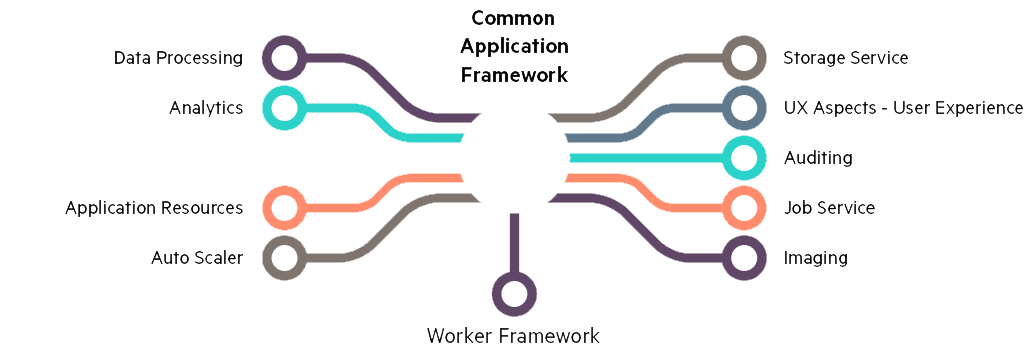 Common
Application
Framework
Data Processing
Analytics
Application Resources
Auto Scaler
Storage Service
UX Aspects - User Experience
Auditing
Job Service
Imaging
Worker Framework